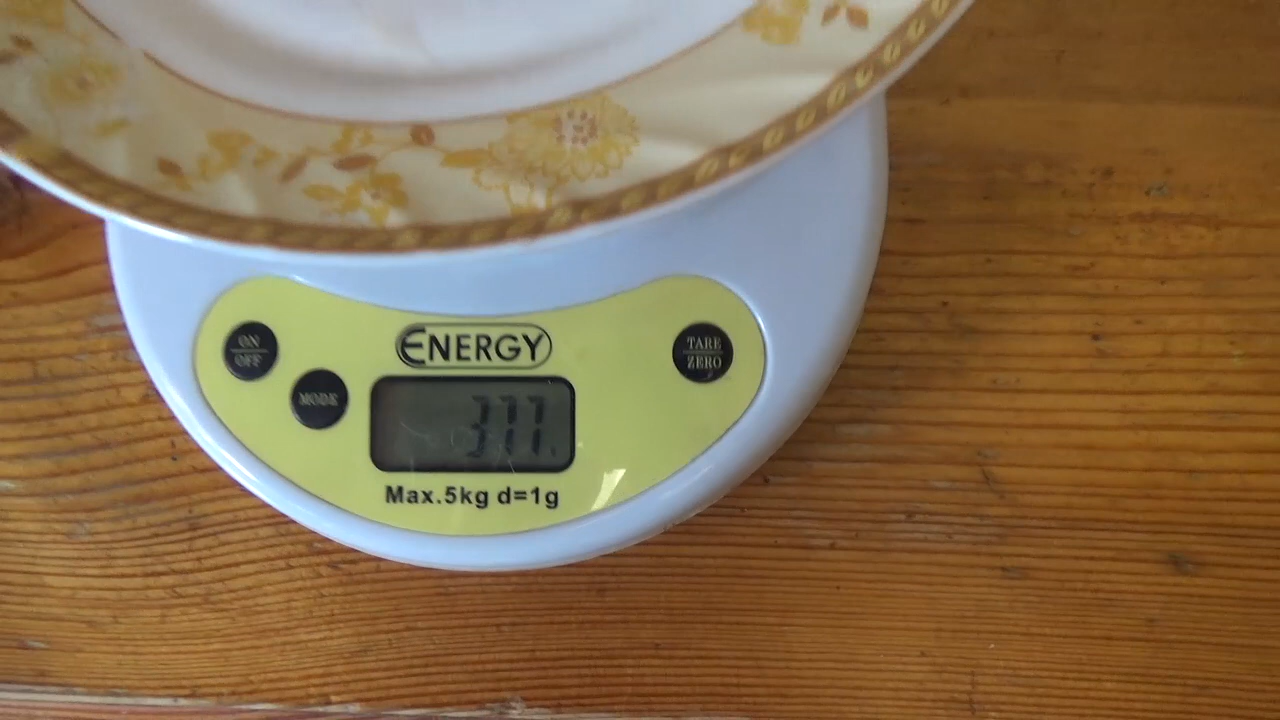 ENERGY
ON
OFF
MODE
TARE
ZERO
377
Max.5kg d=1g